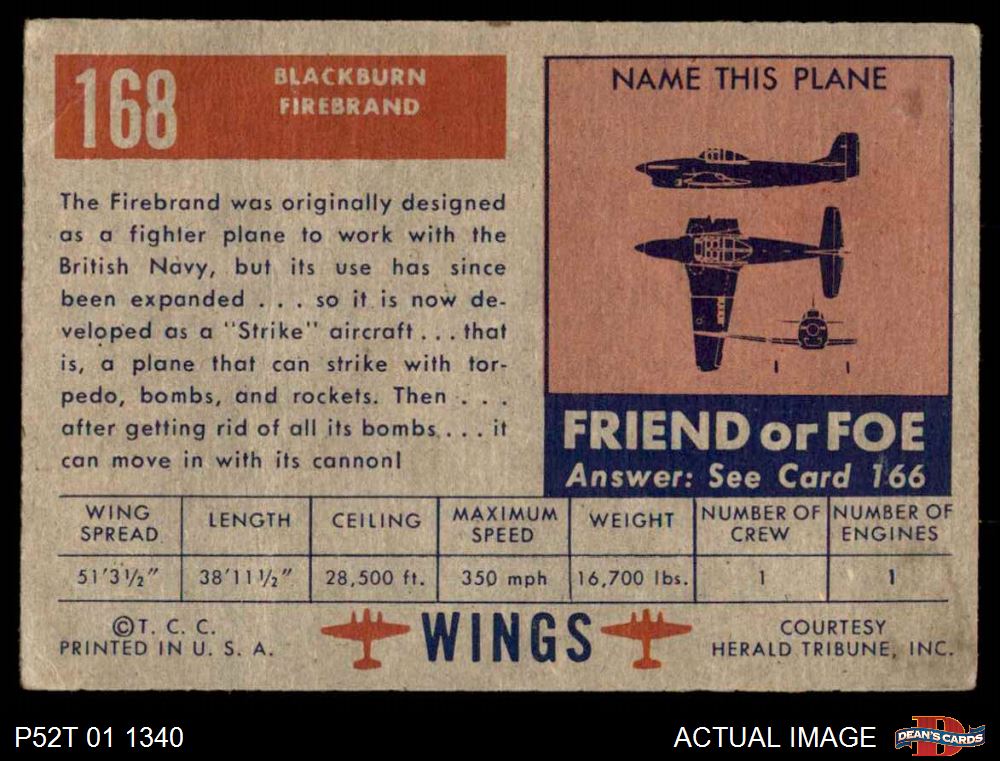 168
BLACKBURN
FIREBRAND
The Firebrand was originally designed
as a fighter plane to work with the
British Navy, but its use has since
been expanded . . . so it is now de-
veloped as a "Strike" aircraft . . . that
is, a plane that can strike with tor-
pedo, bombs, and rockets. Then . . .
after getting rid of all its bombs . . . it
can move in with its cannon!
NAME THIS PLANE
FRIEND or FOE
Answer: See Card 166
WING SPREAD
LENGTH
CEILING
MAXIMUM SPEED
WEIGHT
NUMBER OF CREW
NUMBER OF ENGINES
51'3½"
38'11½"
28,500 ft.
350 mph
16,700 lbs.
1
1
©T. C. C.
PRINTED IN U. S. A.
WINGS
COURTESY
HERALD TRIBUNE, INC.
P52T 01 1340
ACTUAL IMAGE
D
DEAN'S CARDS